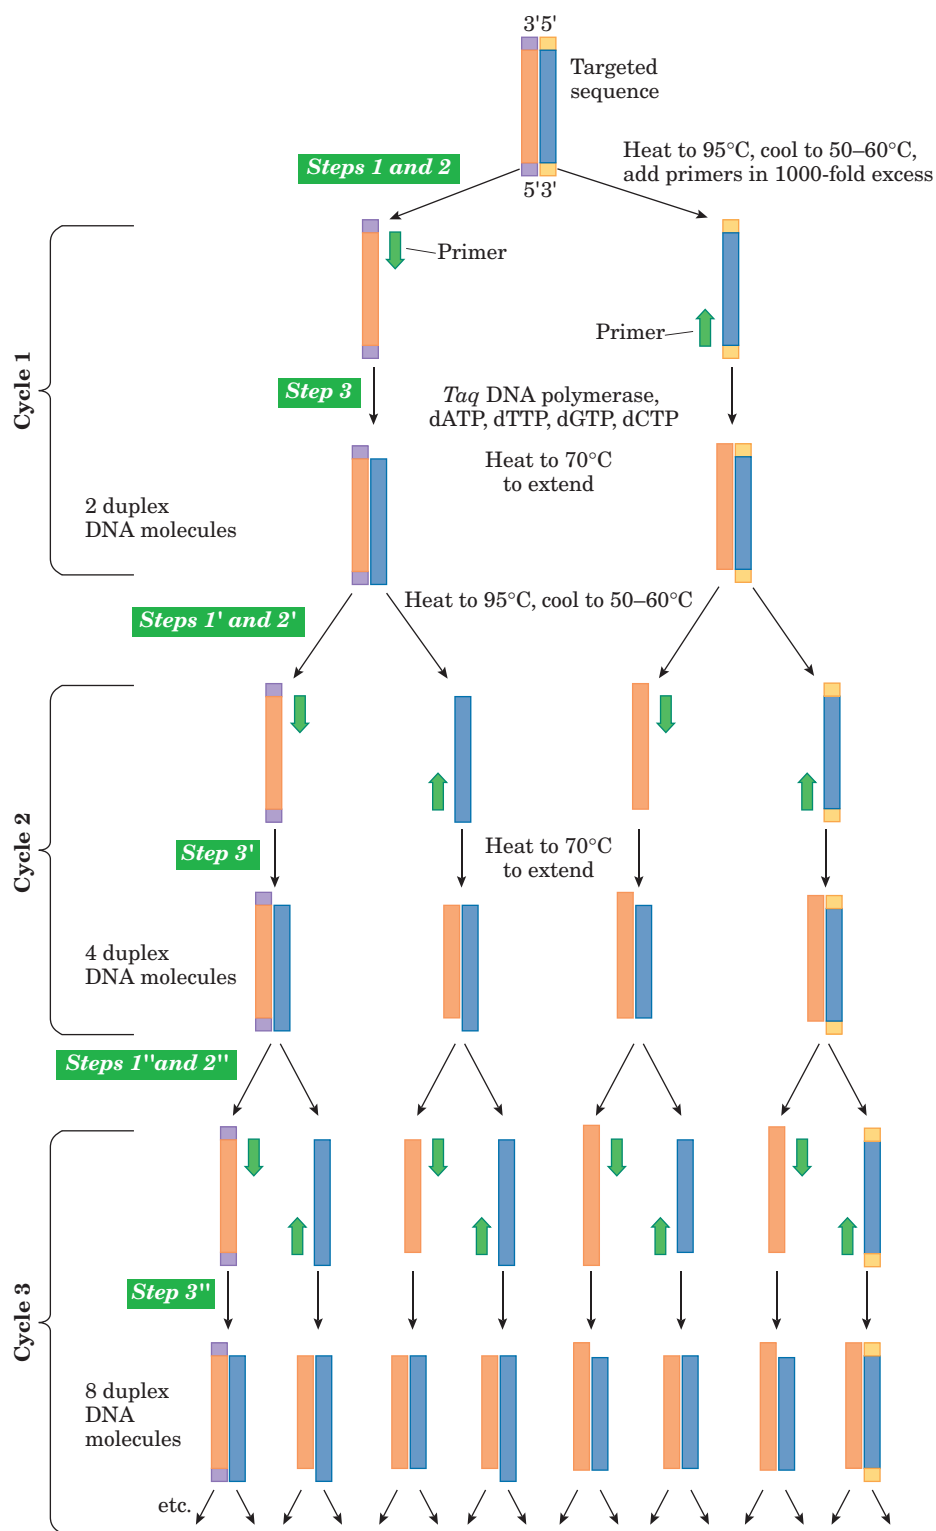 3'5'
Targeted
sequence
Heat to 95°C, cool to 50–60°C,
add primers in 1000-fold excess
Steps 1 and 2
5'3'
Primer
Primer
Cycle 1
Step 3
Taq DNA polymerase,
dATP, dTTP, dGTP, dCTP
Heat to 70°C
to extend
2 duplex
DNA molecules
Heat to 95°C, cool to 50–60°C
Steps 1' and 2'
Cycle 2
Step 3'
Heat to 70°C
to extend
4 duplex
DNA molecules
Steps 1"and 2"
Cycle 3
Step 3"
8 duplex
DNA
molecules
etc.